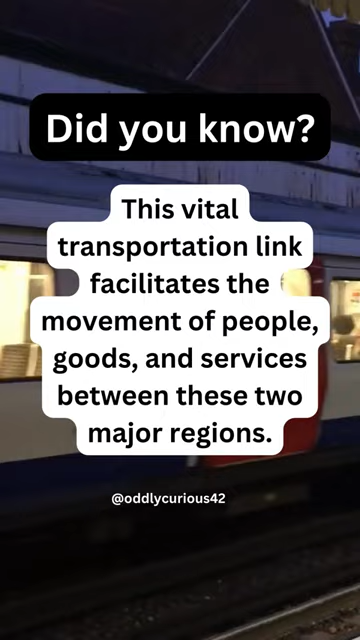 Did you know?
This vital
transportation link
facilitates the
movement of people,
goods, and services
between these two
major regions.
@oddlycurious42